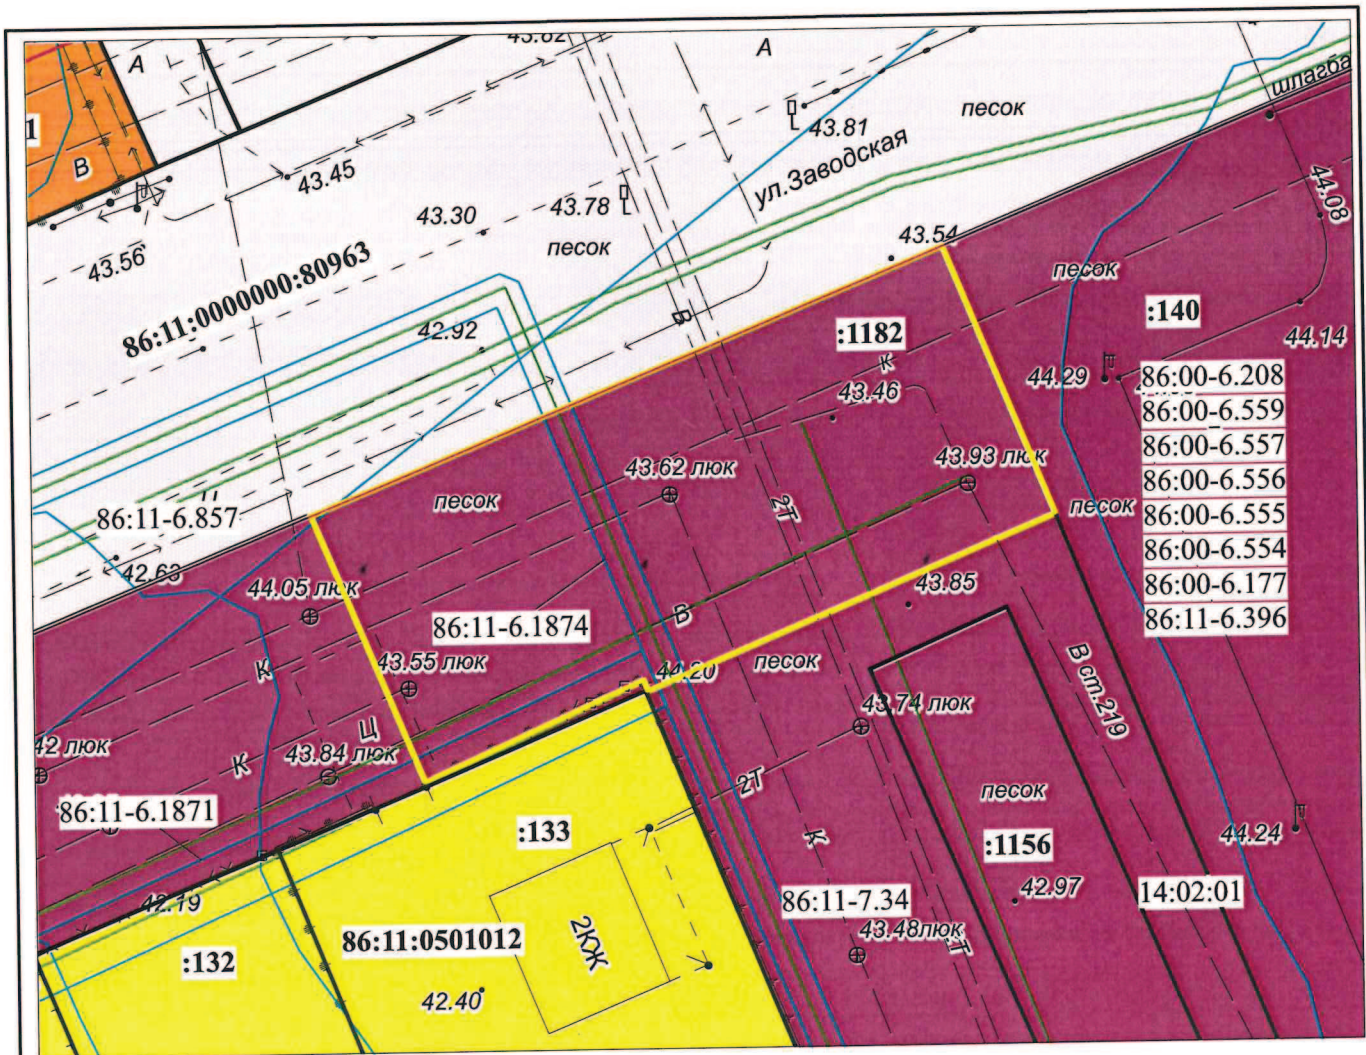 43.82
А
А
1
В
шлагба
песок
43.81
ул.Заводская
43.45
44.08
43.30
43.78
43.56
песок
43.54
86:11:0000000:80963
песок
42.92
В
:1182
:140
44.14
К
44.29
86:00-6.208
43.46
86:00-6.559
86:00-6.557
43.62 люк
43.93 люк
86:00-6.556
песок
2Т
песок
86:00-6.555
86:11-6.857
86:00-6.554
42.63
44.05 люк
43.85
86:00-6.177
86:11-6.1874
В
86:11-6.396
К
43.55 люк
44.20
песок
В ст.219
43.74 люк
Ц
42 люк
К
43.84 люк
2Т
песок
86:11-6.1871
:133
К
44.24
:1156
42.97
14:02:01
42.19
86:11-7.34
86:11:0501012
2КЖ
43.48люк
Т
:132
42.40